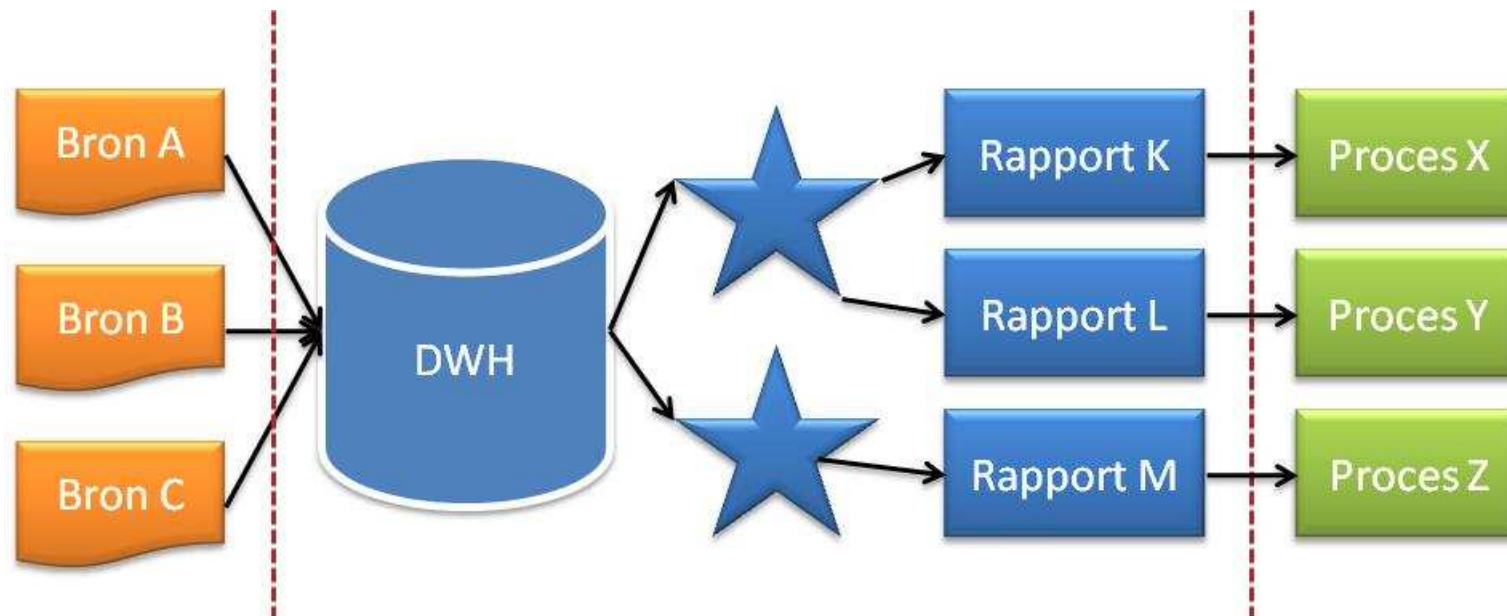 Bron A
Bron B
Bron C
DWH
Rapport K
Rapport L
Rapport M
Proces X
Proces Y
Proces Z